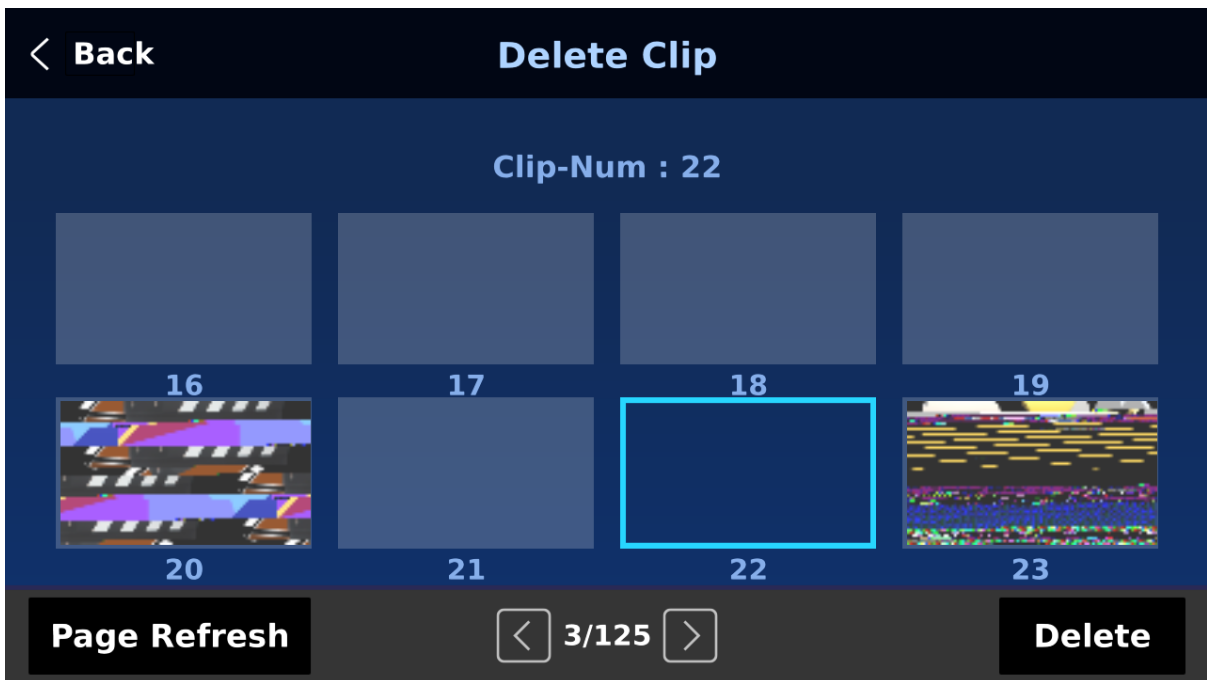 Back
Delete Clip
Clip-Num : 22
16 17 18 19
20 21 22 23
Page Refresh
3/125
Delete